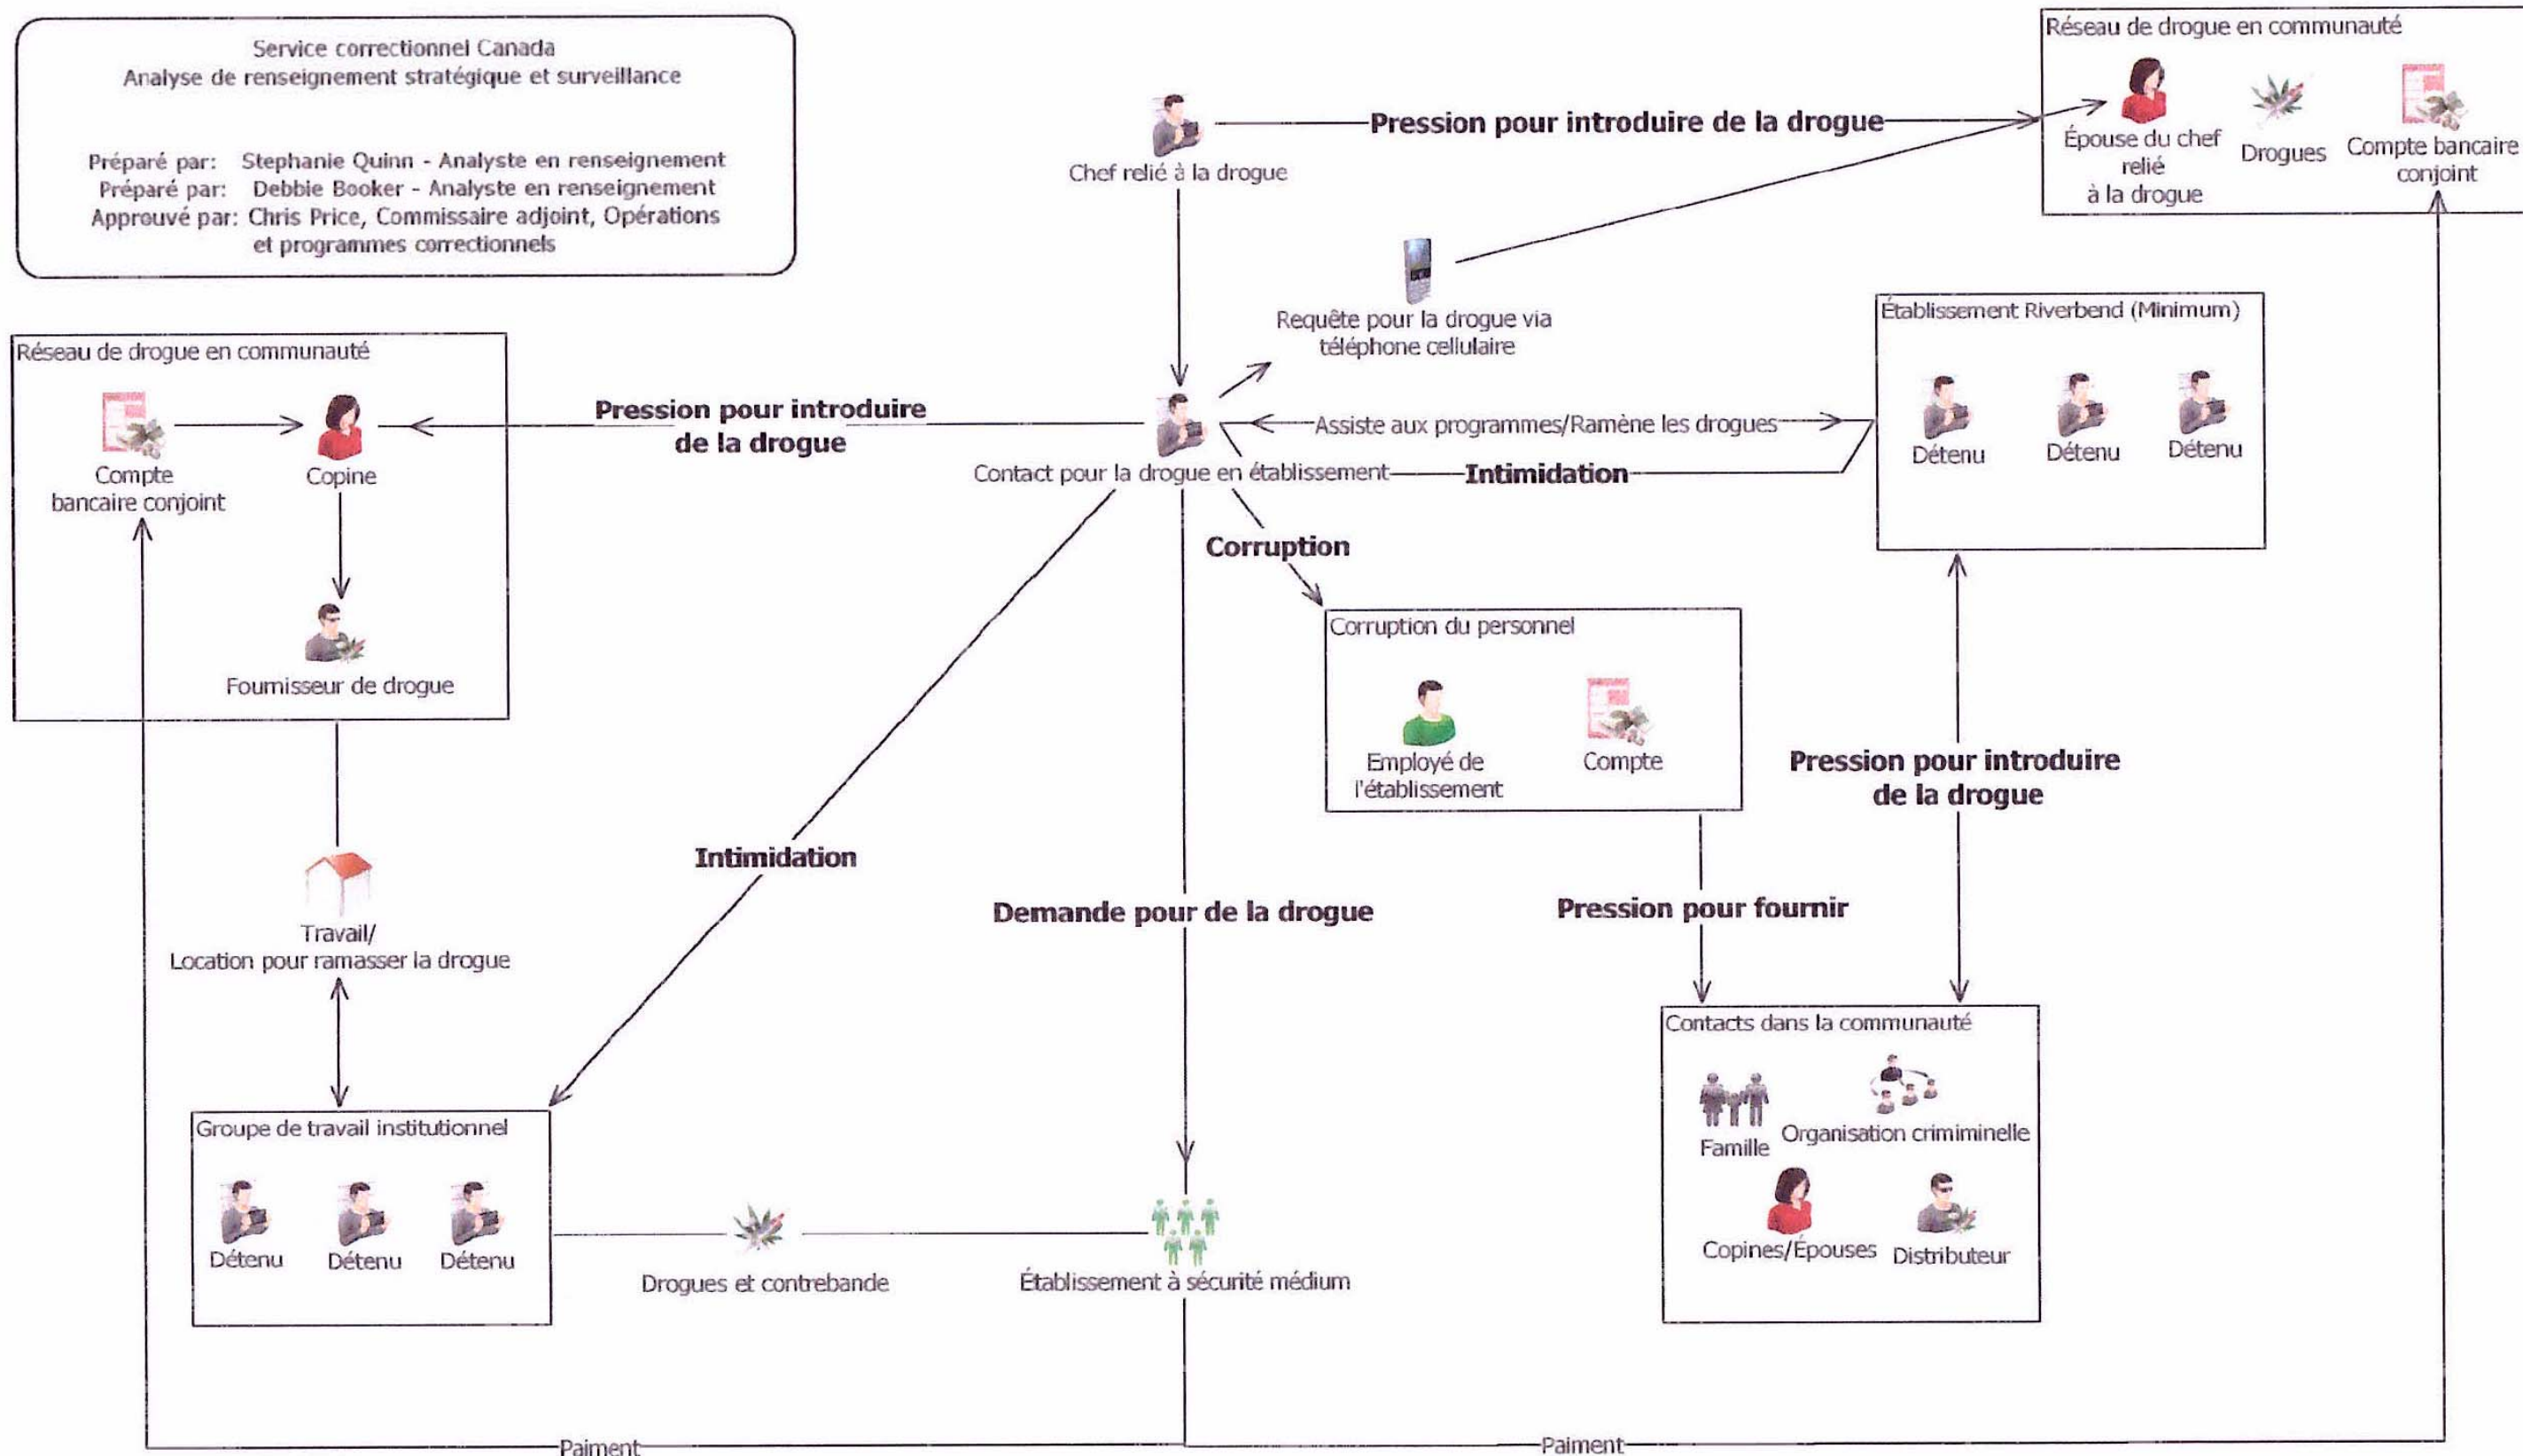 Service correctionnel Canada
Analyse de renseignement stratégique et surveillance
Préparé par: Stephanie Quinn - Analyste en renseignement
Préparé par: Debbie Booker - Analyste en renseignement
Approuvé par: Chris Price, Commissaire adjoint, Opérations
et programmes correctionnels
Réseau de drogue en communauté
Épouse du chef
relié
à la drogue
Drogues
Compte bancaire
conjoint
Chef relié à la drogue
Pression pour introduire de la drogue
Requête pour la drogue via
téléphone cellulaire
Établissement Riverbend (Minimum)
Détenu
Détenu
Détenu
Réseau de drogue en communauté
Compte
bancaire conjoint
Copine
Fournisseur de drogue
Pression pour introduire
de la drogue
Assiste aux programmes/Ramène les drogues
Contact pour la drogue en établissement
Intimidation
Corruption
Corruption du personnel
Employé de
l'établissement
Compte
Pression pour introduire
de la drogue
Intimidation
Demande pour de la drogue
Pression pour fournir
Travail/
Location pour ramasser la drogue
Contacts dans la communauté
Famille
Organisation crimiminelle
Copines/Épouses
Distributeur
Groupe de travail institutionnel
Détenu
Détenu
Détenu
Drogues et contrebande
Établissement à sécurité médium
Paiment
Paiment